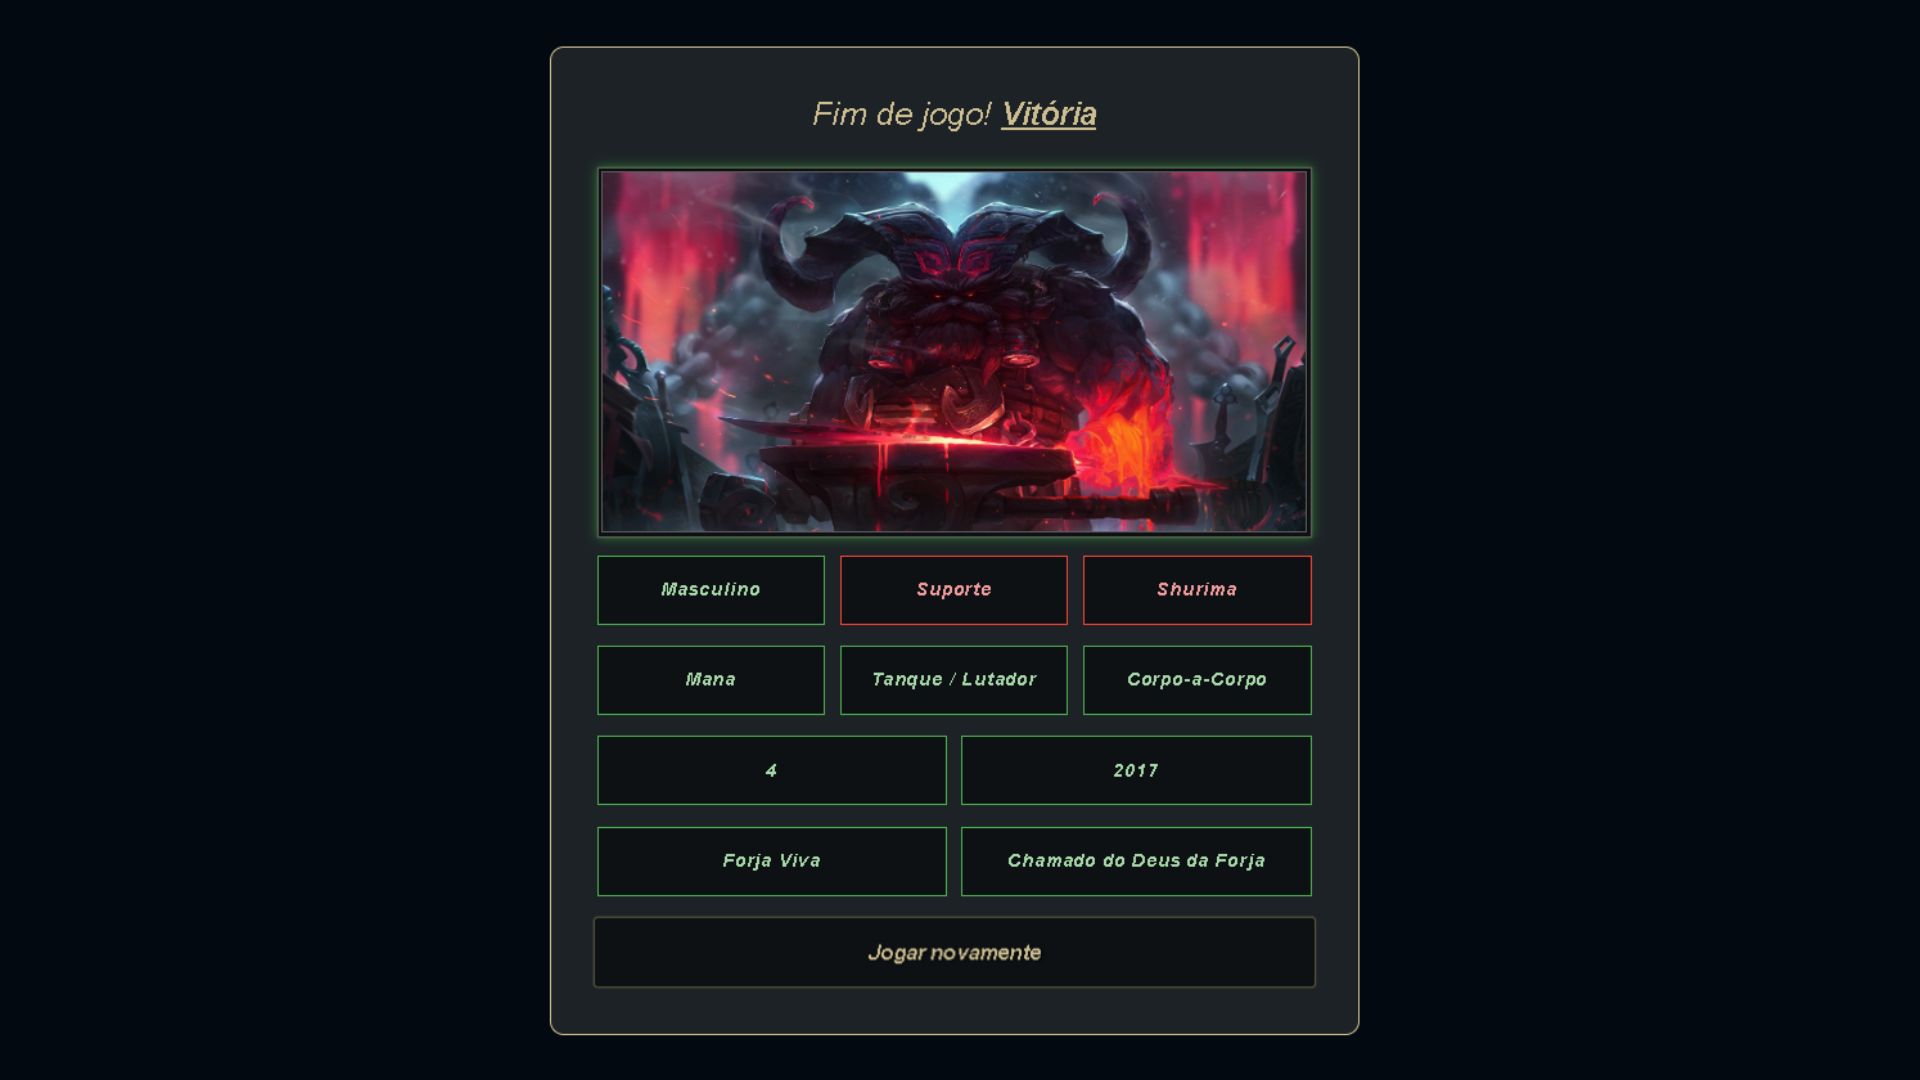 Fim de jogo! Vitória
Masculino
Suporte
Shurima
Mana
Tanque / Lutador
Corpo-a-Corpo
4
2017
Forja Viva
Chamado do Deus da Forja
Jogar novamente